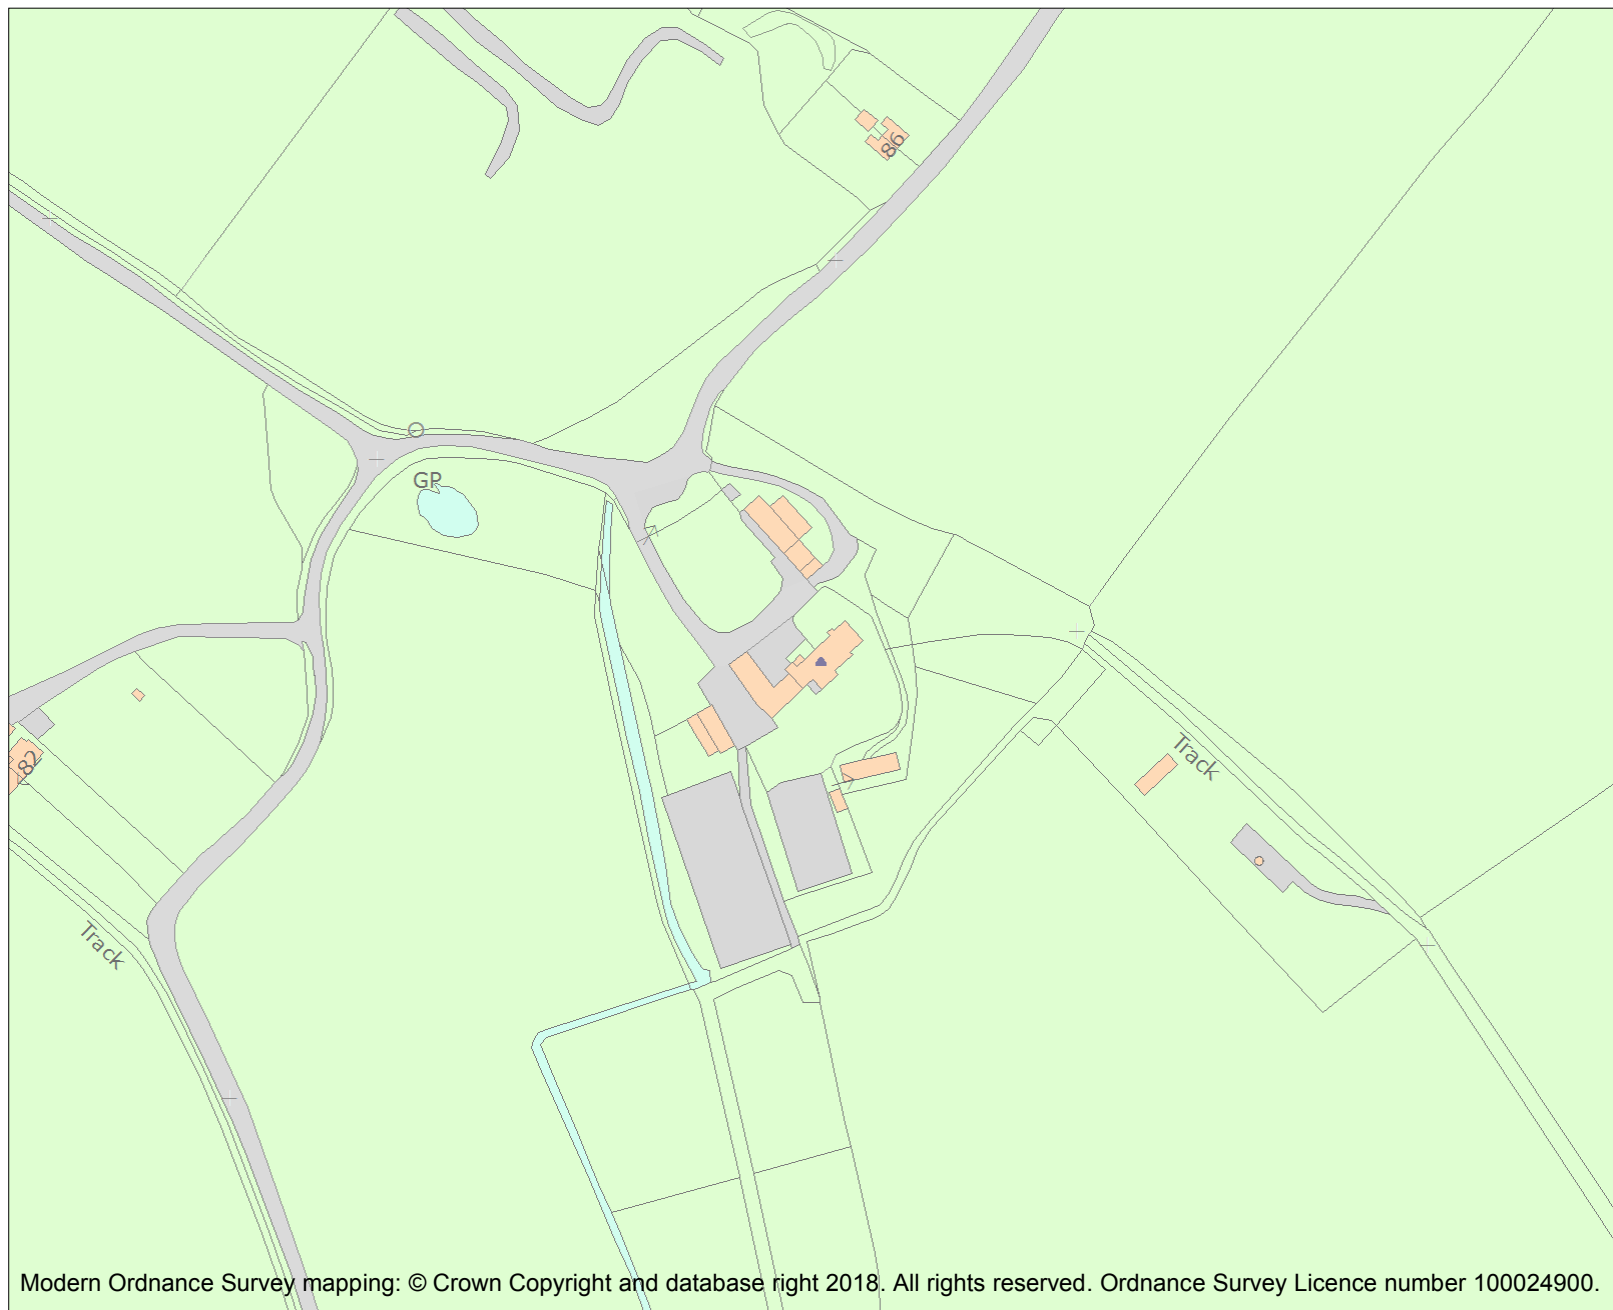 86
GP
82
Track
Track
Modern Ordnance Survey mapping: © Crown Copyright and database right 2018. All rights reserved. Ordnance Survey Licence number 100024900.